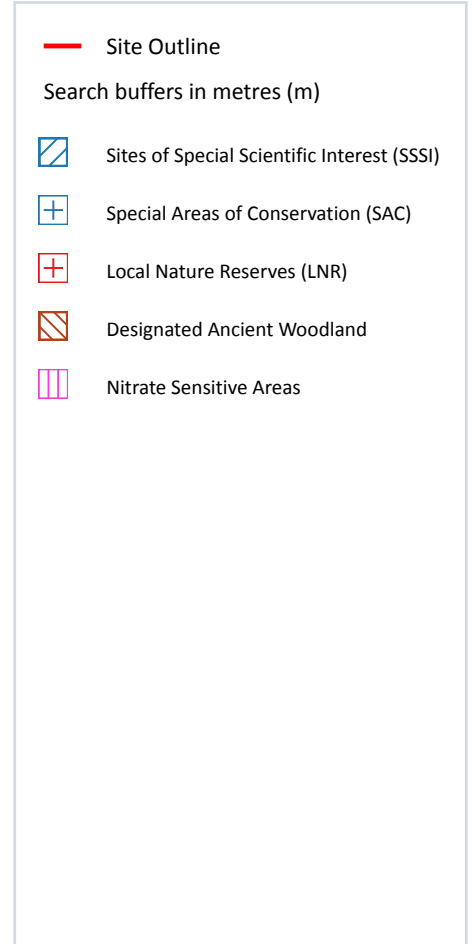 Site Outline
Search buffers in metres (m)
Sites of Special Scientific Interest (SSSI)
Special Areas of Conservation (SAC)
Local Nature Reserves (LNR)
Designated Ancient Woodland
Nitrate Sensitive Areas